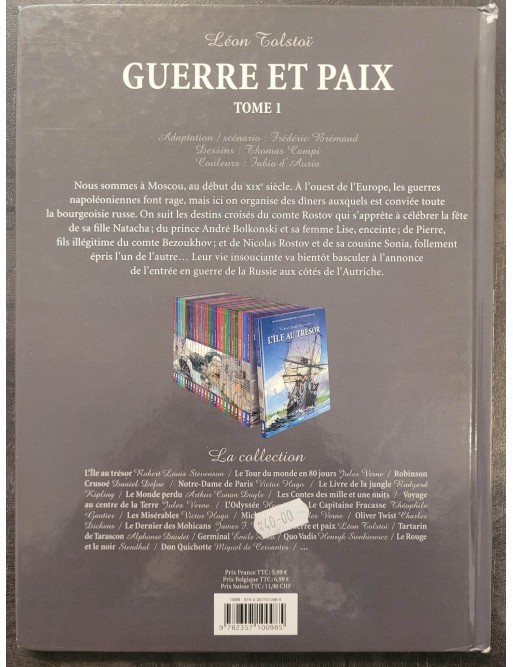 Léon Tolstoï
GUERRE ET PAIX
TOME 1
Adaptation / scénario : Frédéric Brémaud
Dessins : Thomas Campi
Couleurs : Fabio d'Auria
Nous sommes à Moscou, au début du XIXe siècle. À l'ouest de l'Europe, les guerres
napoléoniennes font rage, mais ici on organise des dîners auxquels est conviée toute
la bourgeoisie russe. On suit les destins croisés du comte Rostov qui s'apprête à célébrer la fête
de sa fille Natacha ; du prince André Bolkonski et sa femme Lise, enceinte ; de Pierre,
fils illégitime du comte Bezoukhov ; et de Nicolas Rostov et de sa cousine Sonia, follement
épris l'un de l'autre… Leur vie insouciante va bientôt basculer à l'annonce
de l'entrée en guerre de la Russie aux côtés de l'Autriche.
L'ÎLE AU TRÉSOR
La collection
L'Île au trésor Robert Louis Stevenson / Le Tour du monde en 80 jours Jules Verne / Robinson
Crusoé Daniel Defoe / Notre-Dame de Paris Victor Hugo / Le Livre de la jungle Rudyard
Kipling / Le Monde perdu Arthur Conan Doyle / Les Contes des mille et une nuits / Voyage
au centre de la Terre Jules Verne / L'Odyssée / Le Capitaine Fracasse Théophile
Gautier / Les Misérables Victor Hugo / Verne / Oliver Twist Charles
Dickens / Le Dernier des Mohicans James F. et paix Léon Tolstoï / Tartarin
de Tarascon Alphonse Daudet / Germinal Émile / Quo Vadis Henryk Sienkiewicz / Le Rouge
et le noir Stendhal / Don Quichotte Miguel de Cervantes / ...
40-00
Prix France TTC : 5,99 €
Prix Belgique TTC : 6,99 €
Prix Suisse TTC : 11,90 CHF
ISBN : 978-2-35710-098-5
9 782357 100985